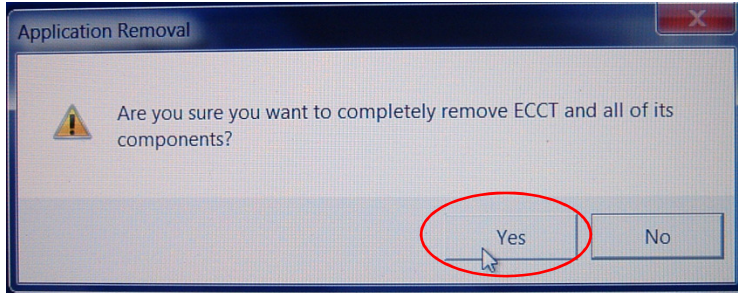 Application Removal
Are you sure you want to completely remove ECCT and all of its
components?
Yes
No